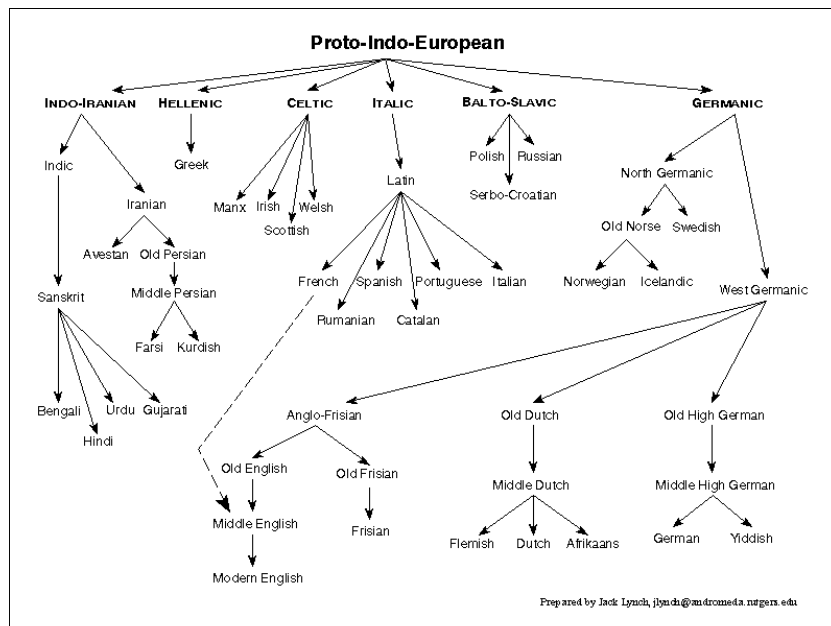 Proto-Indo-European
INDO-IRANIAN HELLENIC CELTIC ITALIC BALTO-SLAVIC GERMANIC
Indic Greek Polish Russian
North Germanic
Latin
Serbo-Croatian
Iranian Manx Irish Welsh
Scottish
Old Norse Swedish
Avestan Old Persian
French Spanish Portuguese Italian Norwegian Icelandic
Sanskrit Middle Persian West Germanic
Rumanian Catalan
Farsi Kurdish
Bengali Urdu Gujarati Anglo-Frisian Old Dutch Old High German
Hindi
Old English Old Frisian
Middle Dutch Middle High German
Middle English Frisian
Flemish Dutch Afrikaans German Yiddish
Modern English
Prepared by Jack Lynch, jlynch@andromeda.rutgers.edu